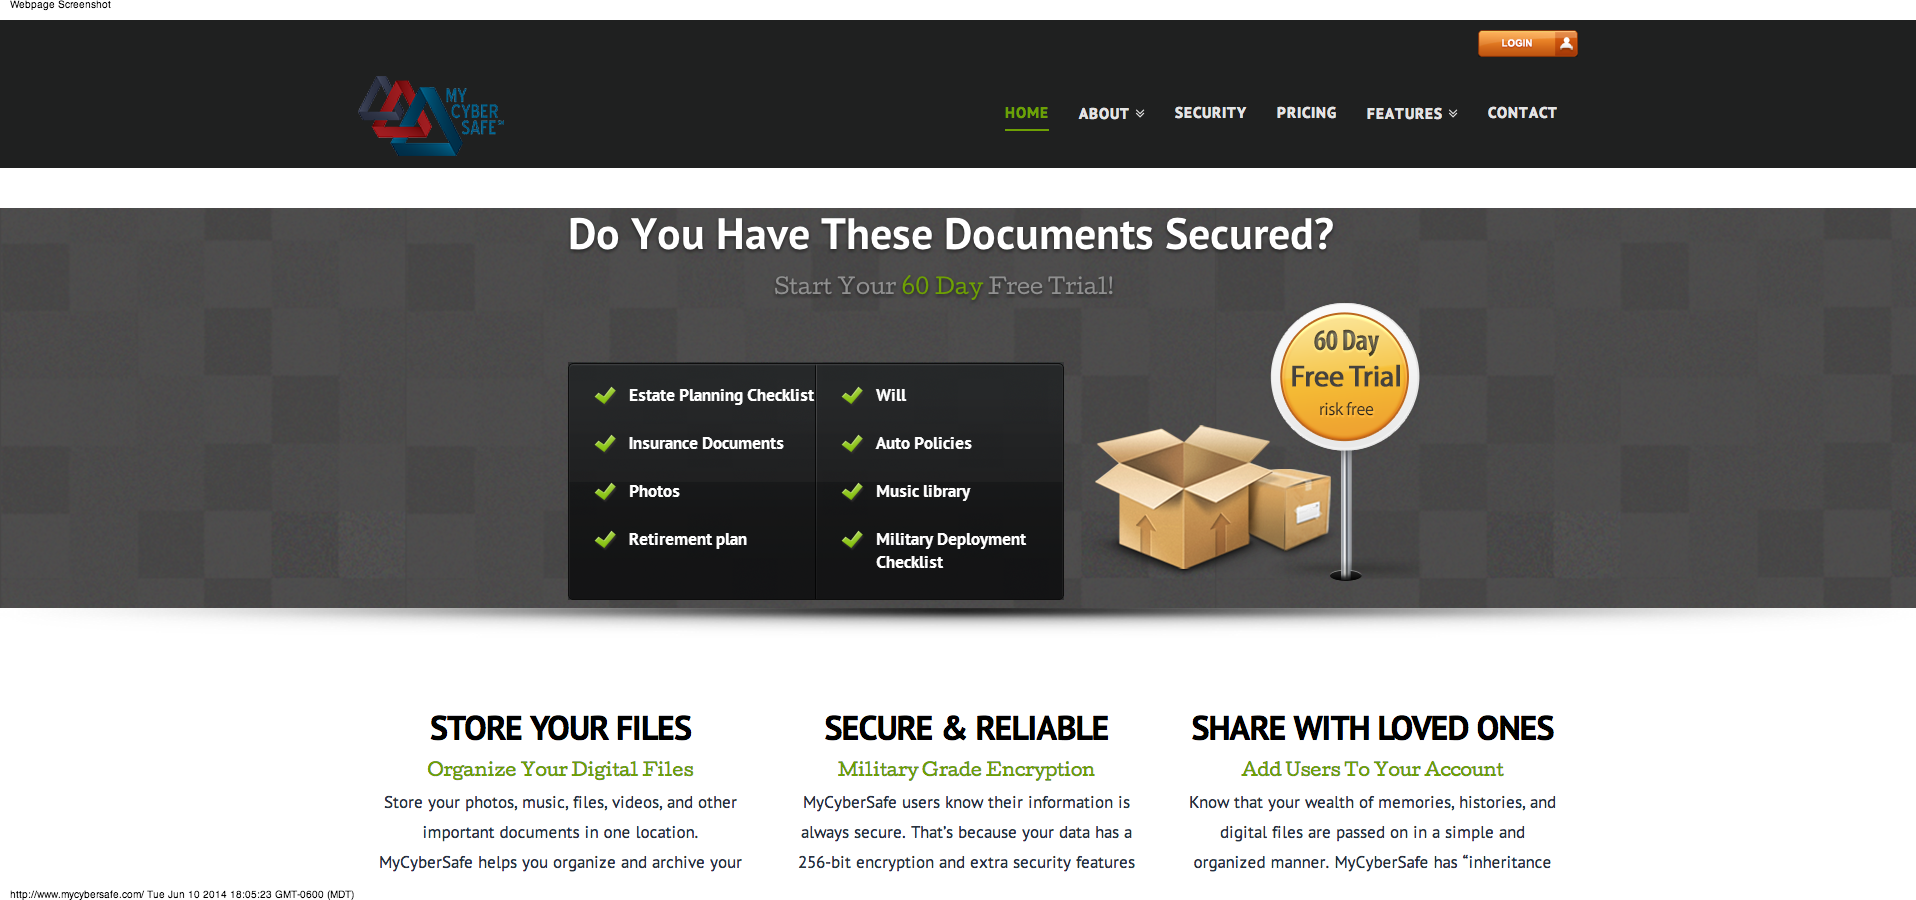 Webpage Screenshot
LOGIN
MY
CYBER
SAFE
HOME
ABOUT
SECURITY
PRICING
FEATURES
CONTACT
Do You Have These Documents Secured?
Start Your 60 Day Free Trial!
60 Day
Free Trial
risk free
Estate Planning Checklist
Insurance Documents
Photos
Retirement plan
Will
Auto Policies
Music library
Military Deployment
Checklist
STORE YOUR FILES
Organize Your Digital Files
Store your photos, music, files, videos, and other
important documents in one location.
MyCyberSafe helps you organize and archive your
SECURE & RELIABLE
Military Grade Encryption
MyCyberSafe users know their information is
always secure. That's because your data has a
256-bit encryption and extra security features
SHARE WITH LOVED ONES
Add Users To Your Account
Know that your wealth of memories, histories, and
digital files are passed on in a simple and
organized manner. MyCyberSafe has “inheritance
http://www.mycybersafe.com/ Tue Jun 10 2014 18:05:23 GMT-0600 (MDT)